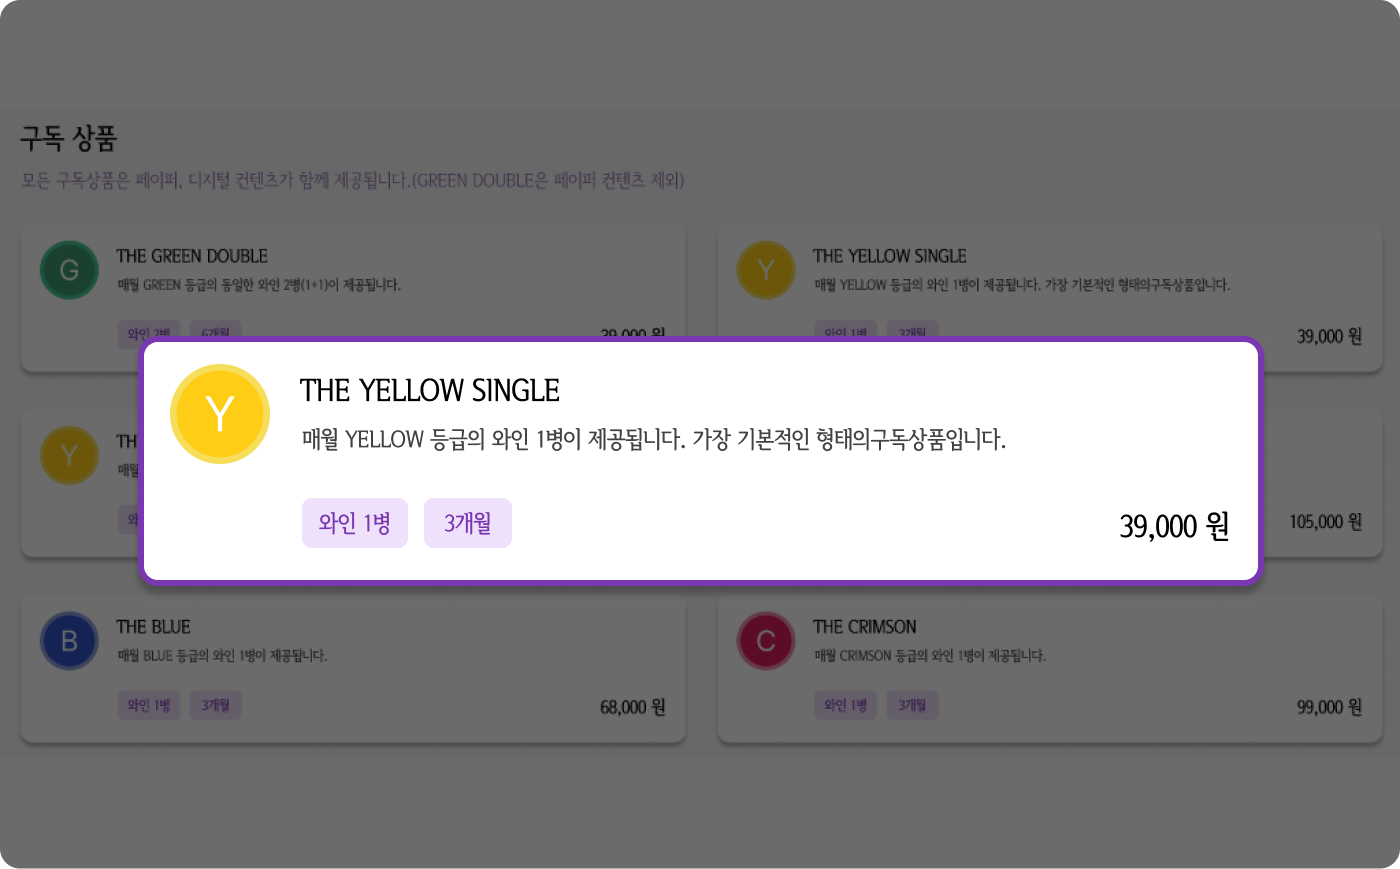 구독 상품
모든 구독상품은 페이퍼, 디지털 컨텐츠가 함께 제공됩니다.(GREEN DOUBLE은 페이퍼 컨텐츠 제외)
G
THE GREEN DOUBLE
매월 GREEN 등급의 동일한 와인 2병(1+1)이 제공됩니다.
와인 2병
6개월
39,000 원
Y
THE YELLOW SINGLE
매월 YELLOW 등급의 와인 1병이 제공됩니다. 가장 기본적인 형태의구독상품입니다.
와인 1병
3개월
39,000 원
Y
THE YELLOW SINGLE
매월 YELLOW 등급의 와인 1병이 제공됩니다. 가장 기본적인 형태의구독상품입니다.
와인 1병
3개월
39,000 원
Y
TH
매월
105,000 원
B
THE BLUE
매월 BLUE 등급의 와인 1병이 제공됩니다.
와인 1병
3개월
68,000 원
C
THE CRIMSON
매월 CRIMSON 등급의 와인 1병이 제공됩니다.
와인 1병
3개월
99,000 원